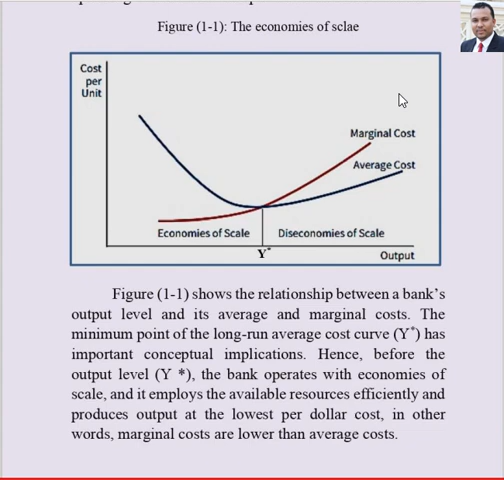 Figure (1-1): The economies of sclae
Cost
per
Unit
Marginal Cost
Average Cost
Economies of Scale
Diseconomies of Scale
Y*
Output
Figure (1-1) shows the relationship between a bank's
output level and its average and marginal costs. The
minimum point of the long-run average cost curve (Y*) has
important conceptual implications. Hence, before the
output level (Y *), the bank operates with economies of
scale, and it employs the available resources efficiently and
produces output at the lowest per dollar cost, in other
words, marginal costs are lower than average costs.